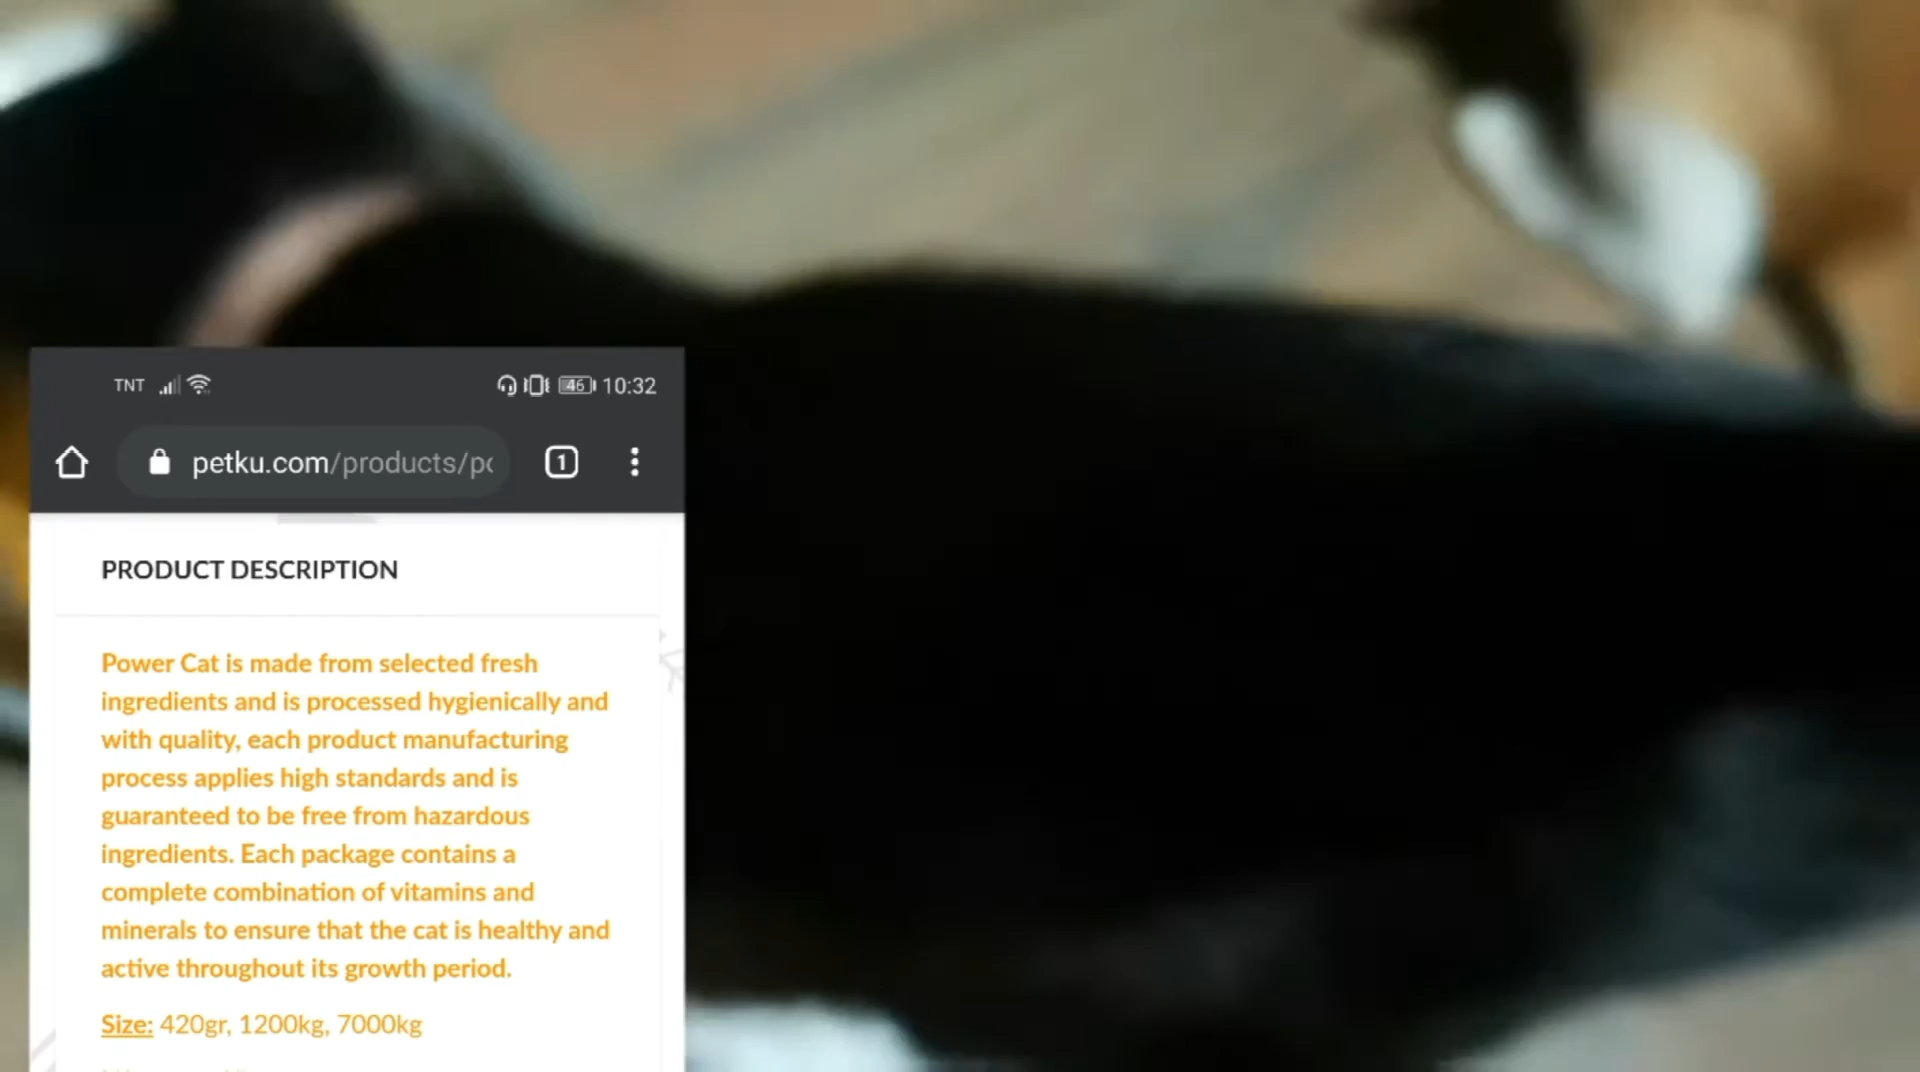 TNT 46 10:32
petku.com/products/po 1
PRODUCT DESCRIPTION
Power Cat is made from selected fresh
ingredients and is processed hygienically and
with quality, each product manufacturing
process applies high standards and is
guaranteed to be free from hazardous
ingredients. Each package contains a
complete combination of vitamins and
minerals to ensure that the cat is healthy and
active throughout its growth period.
Size: 420gr, 1200kg, 7000kg